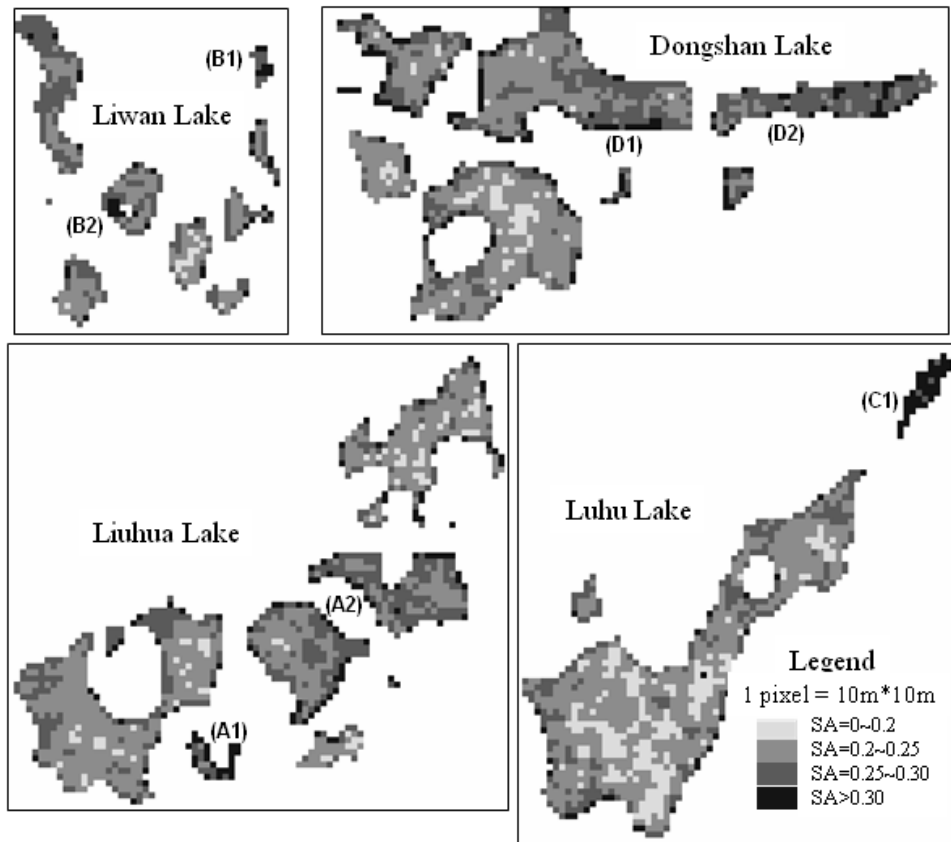 (B1)
Liwan Lake
(B2)
Dongshan Lake
(D1)
(D2)
Liuhua Lake
(A2)
(A1)
(C1)
Luhu Lake
Legend
1 pixel = 10m*10m
SA=0~0.2
SA=0.2~0.25
SA=0.25~0.30
SA>0.30